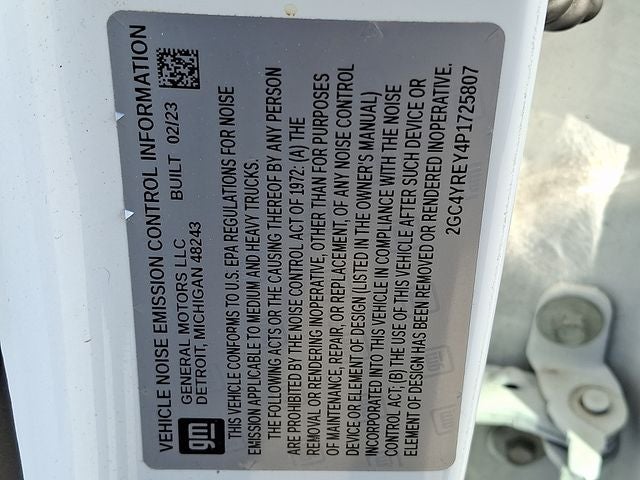 VEHICLE NOISE EMISSION CONTROL INFORMATION
gm
GENERAL MOTORS LLC
DETROIT, MICHIGAN 48243
BUILT 02/23
THIS VEHICLE CONFORMS TO U.S. EPA REGULATIONS FOR NOISE
EMISSION APPLICABLE TO MEDIUM AND HEAVY TRUCKS.
THE FOLLOWING ACTS OR THE CAUSING THEREOF BY ANY PERSON
ARE PROHIBITED BY THE NOISE CONTROL ACT OF 1972: (A) THE
REMOVAL OR RENDERING INOPERATIVE, OTHER THAN FOR PURPOSES
OF MAINTENANCE, REPAIR, OR REPLACEMENT, OF ANY NOISE CONTROL
DEVICE OR ELEMENT OF DESIGN (LISTED IN THE OWNER'S MANUAL)
INCORPORATED INTO THIS VEHICLE IN COMPLIANCE WITH THE NOISE
CONTROL ACT; (B) THE USE OF THIS VEHICLE AFTER SUCH DEVICE OR
ELEMENT OF DESIGN HAS BEEN REMOVED OR RENDERED INOPERATIVE.
2GC4YREY4P1725807